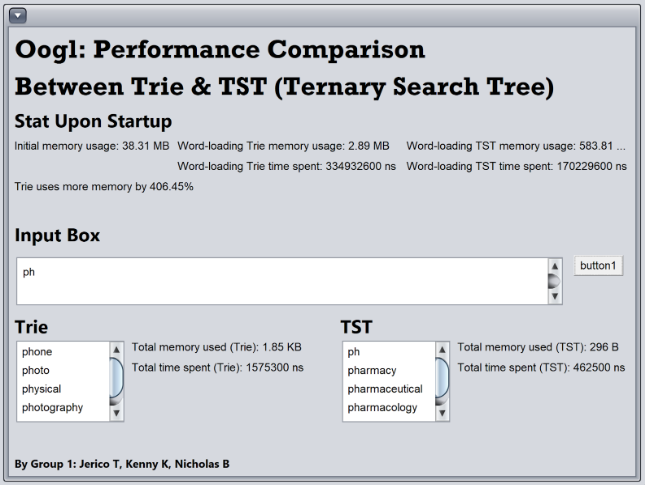 Oogl: Performance Comparison
Between Trie & TST (Ternary Search Tree)
Stat Upon Startup
Initial memory usage: 38.31 MB Word-loading Trie memory usage: 2.89 MB Word-loading TST memory usage: 583.81 ...
Word-loading Trie time spent: 334932600 ns Word-loading TST time spent: 170229600 ns
Trie uses more memory by 406.45%
Input Box
ph
button1
Trie
phone
photo
physical
photography
Total memory used (Trie): 1.85 KB
Total time spent (Trie): 1575300 ns
TST
ph
pharmacy
pharmaceutical
pharmacology
Total memory used (TST): 296 B
Total time spent (TST): 462500 ns
By Group 1: Jerico T, Kenny K, Nicholas B